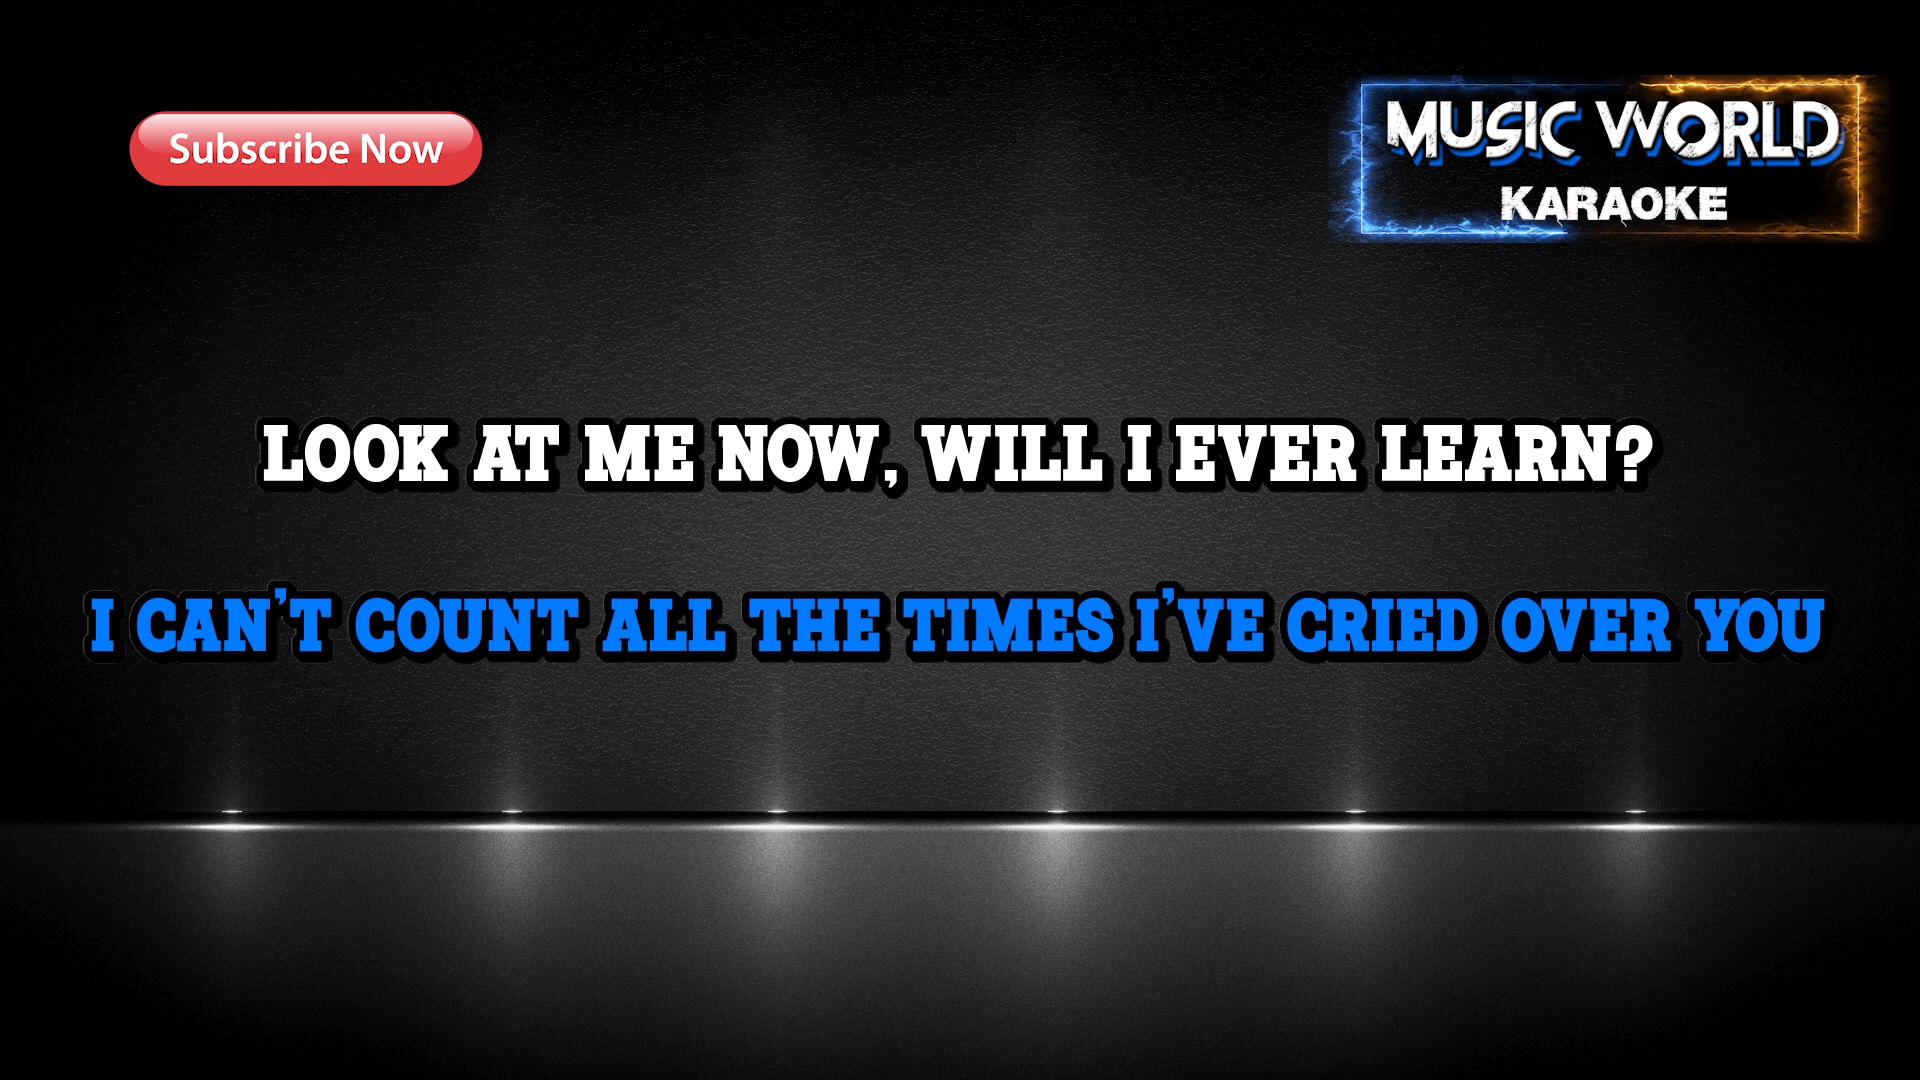 Subscribe Now
MUSIC WORLD
KARAOKE
LOOK AT ME NOW, WILL I EVER LEARN?
I CAN'T COUNT ALL THE TIMES I'VE CRIED OVER YOU